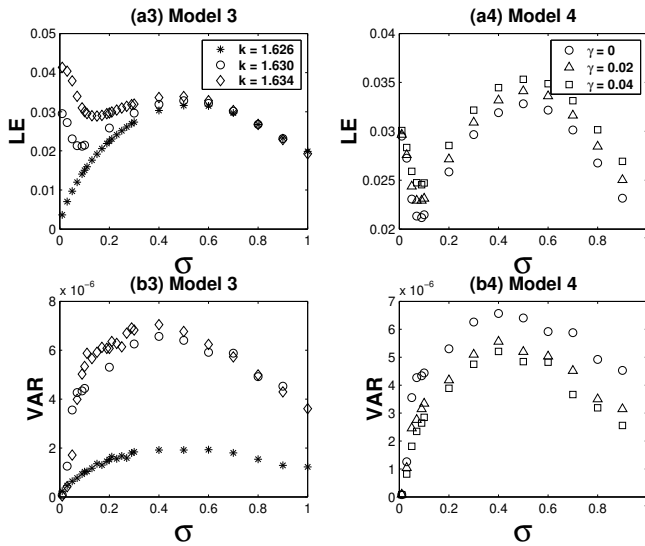 (a3) Model 3
(a4) Model 4
0.05
0.04
0.03
0.02
0.01
0
LE
k = 1.626
k = 1.630
k = 1.634
0 0.2 0.4 0.6 0.8 1
σ
0.04
0.035
0.03
0.025
0.02
LE
γ = 0
γ = 0.02
γ = 0.04
0 0.2 0.4 0.6 0.8 1
σ
(b3) Model 3
(b4) Model 4
x 10⁻⁶
8
6
4
2
0
VAR
0 0.2 0.4 0.6 0.8 1
σ
x 10⁻⁶
7
6
5
4
3
2
1
0
VAR
0 0.2 0.4 0.6 0.8 1
σ